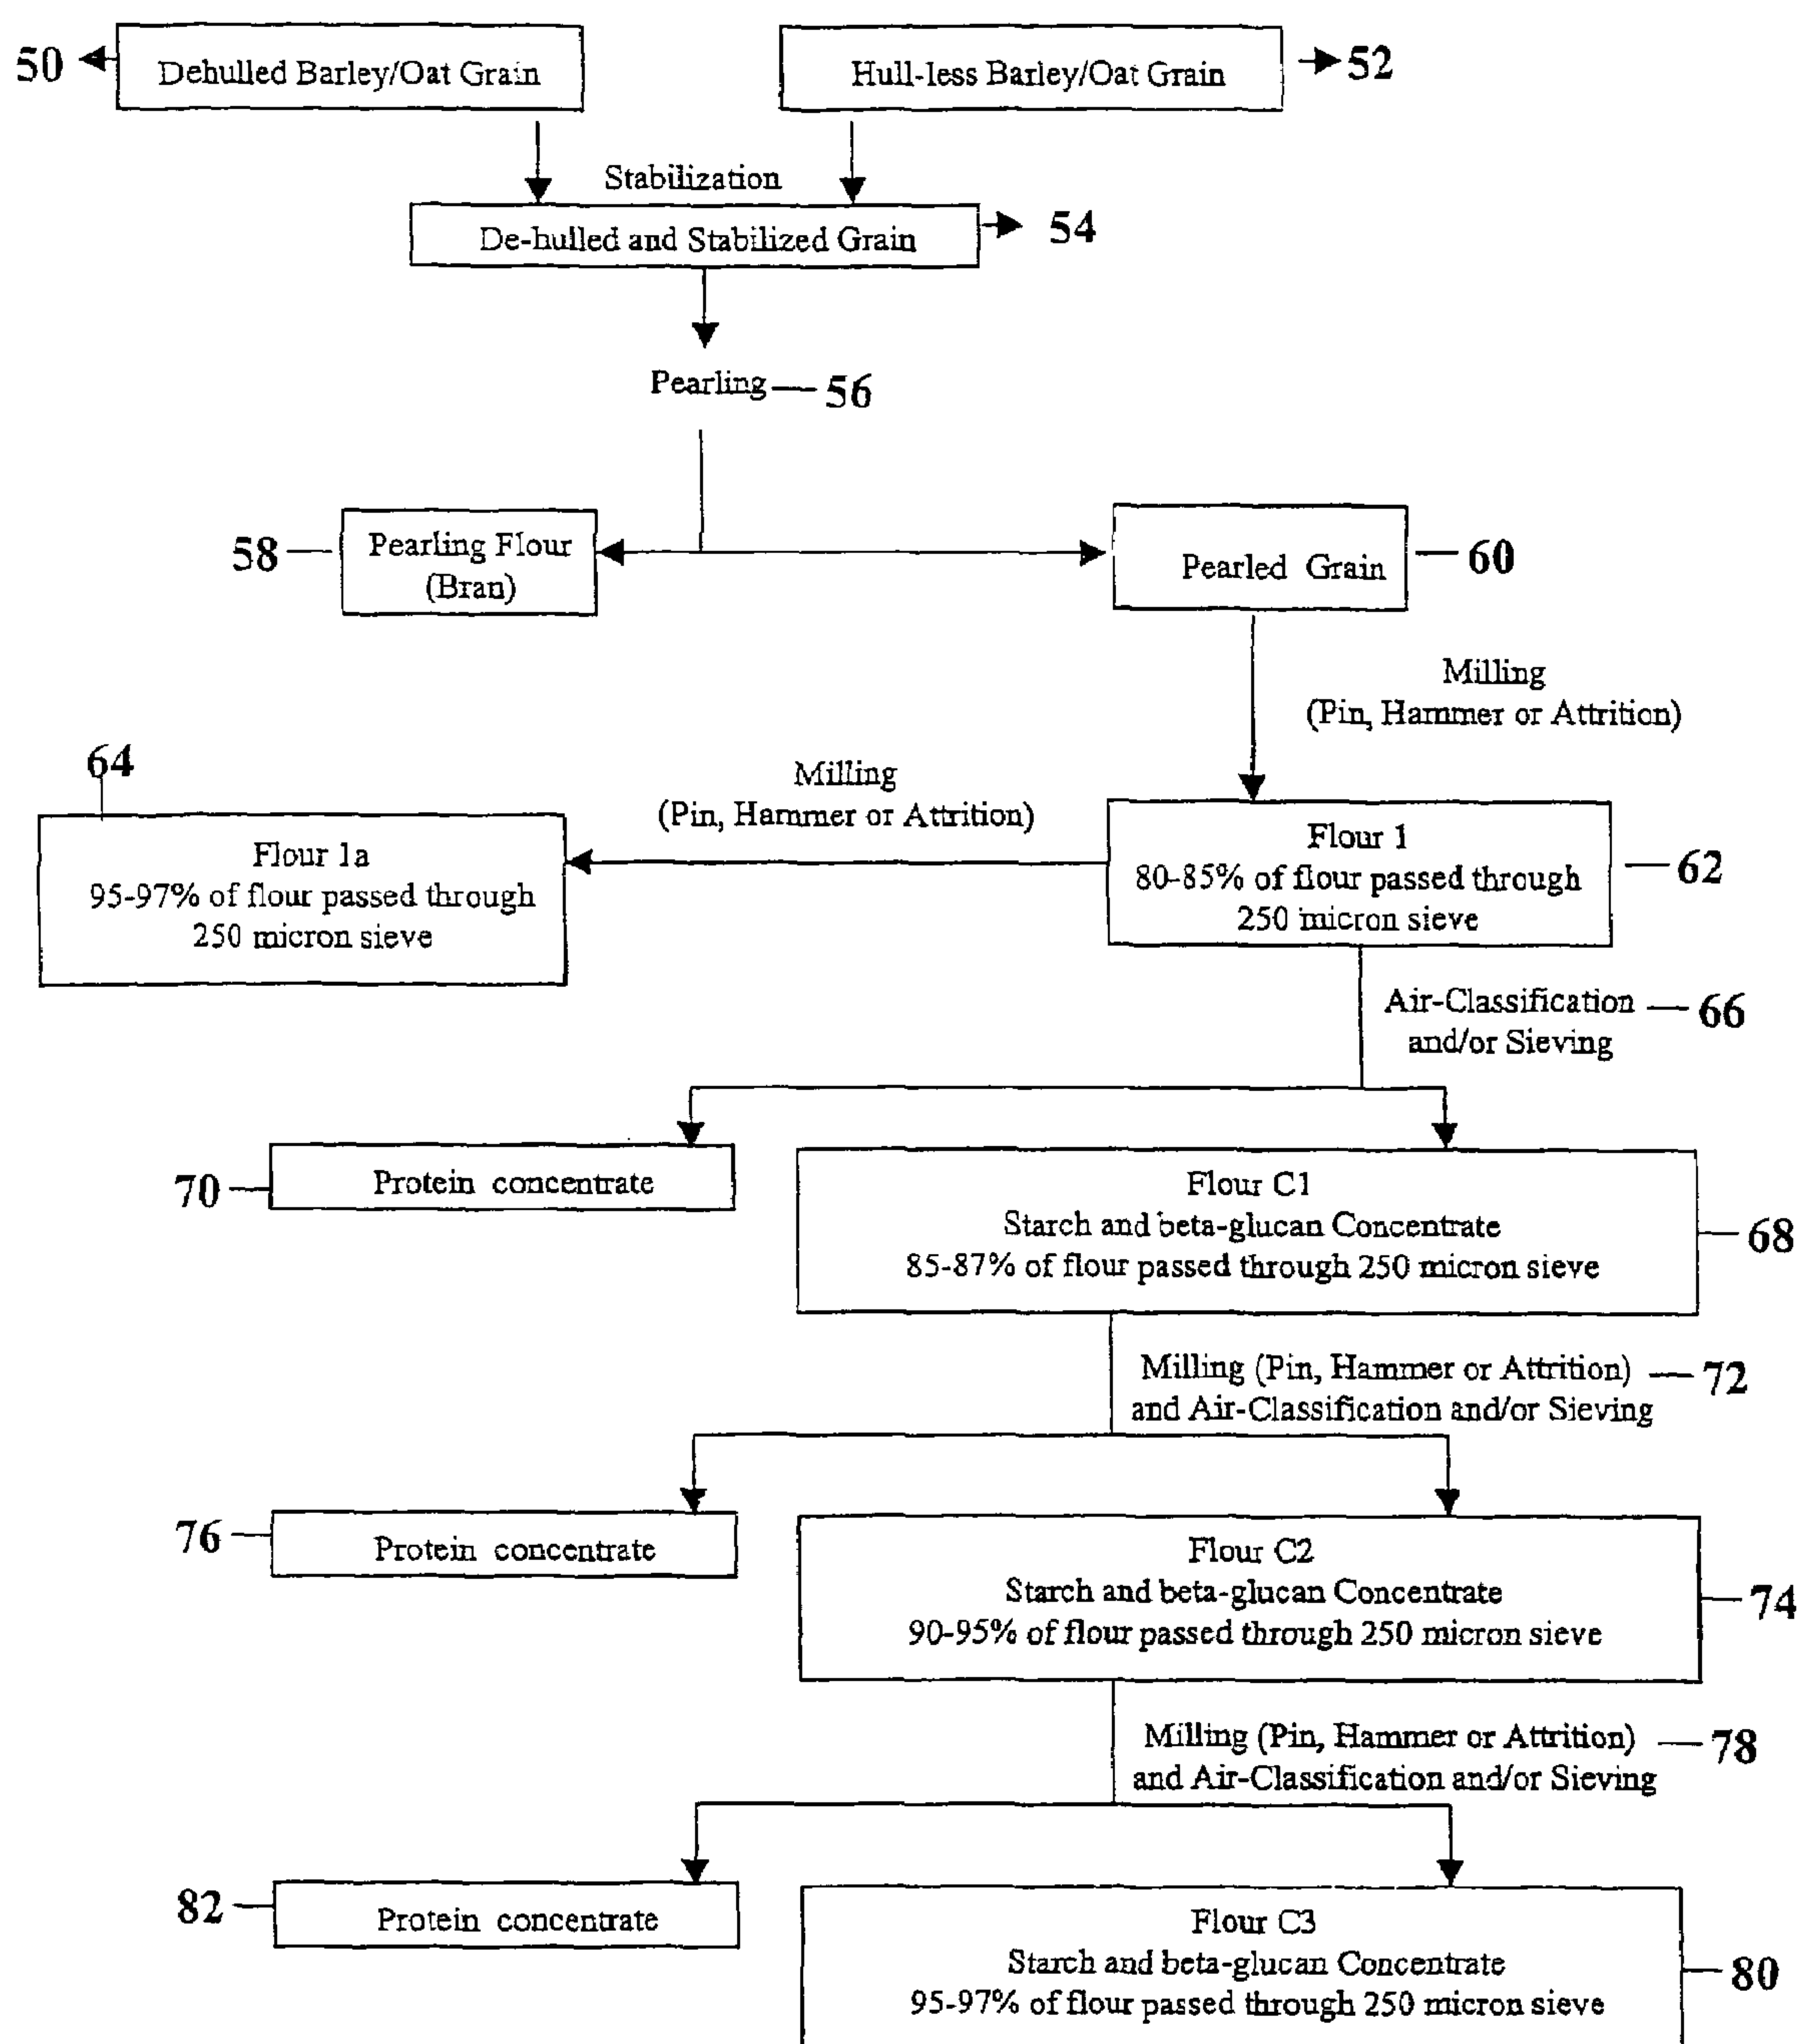 50
Dehulled Barley/Oat Grain
Hull-less Barley/Oat Grain
52
Stabilization
De-hulled and Stabilized Grain
54
Pearling
56
58
Pearling Flour
(Bran)
Pearled Grain
60
Milling
(Pin, Hammer or Attrition)
64
Milling
(Pin, Hammer or Attrition)
Flour 1a
95-97% of flour passed through
250 micron sieve
Flour 1
80-85% of flour passed through
250 micron sieve
62
Air-Classification
and/or Sieving
66
70
Protein concentrate
Flour C1
Starch and beta-glucan Concentrate
85-87% of flour passed through 250 micron sieve
68
Milling (Pin, Hammer or Attrition)
and Air-Classification and/or Sieving
72
76
Protein concentrate
Flour C2
Starch and beta-glucan Concentrate
90-95% of flour passed through 250 micron sieve
74
Milling (Pin, Hammer or Attrition)
and Air-Classification and/or Sieving
78
82
Protein concentrate
Flour C3
Starch and beta-glucan Concentrate
95-97% of flour passed through 250 micron sieve
80